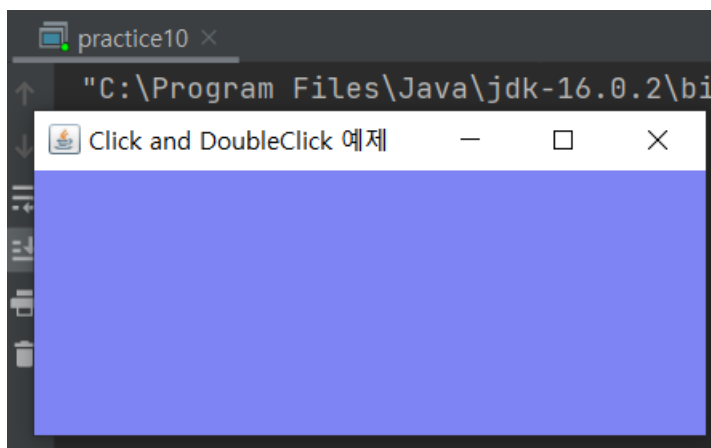 practice10
"C:\Program Files\Java\jdk-16.0.2\bi
Click and DoubleClick 예제